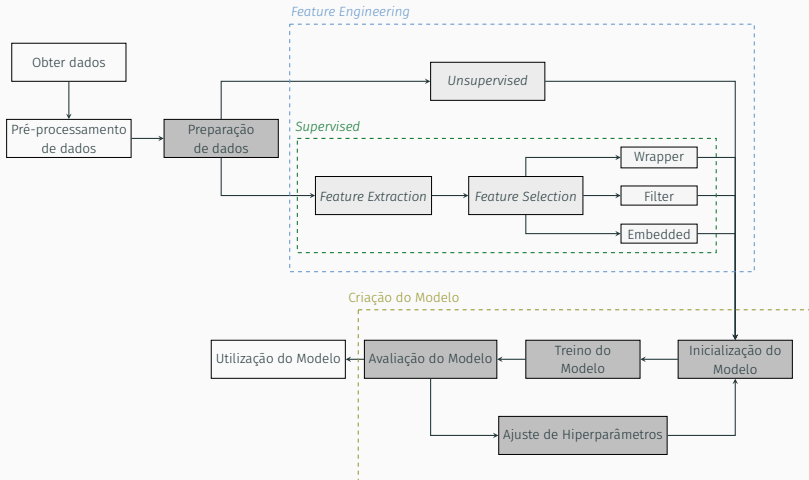 Feature Engineering
Obter dados
Unsupervised
Pré-processamento
de dados
Preparação
de dados
Supervised
Wrapper
Feature Extraction
Feature Selection
Filter
Embedded
Criação do Modelo
Utilização do Modelo
Avaliação do Modelo
Treino do
Modelo
Inicialização do
Modelo
Ajuste de Hiperparâmetros